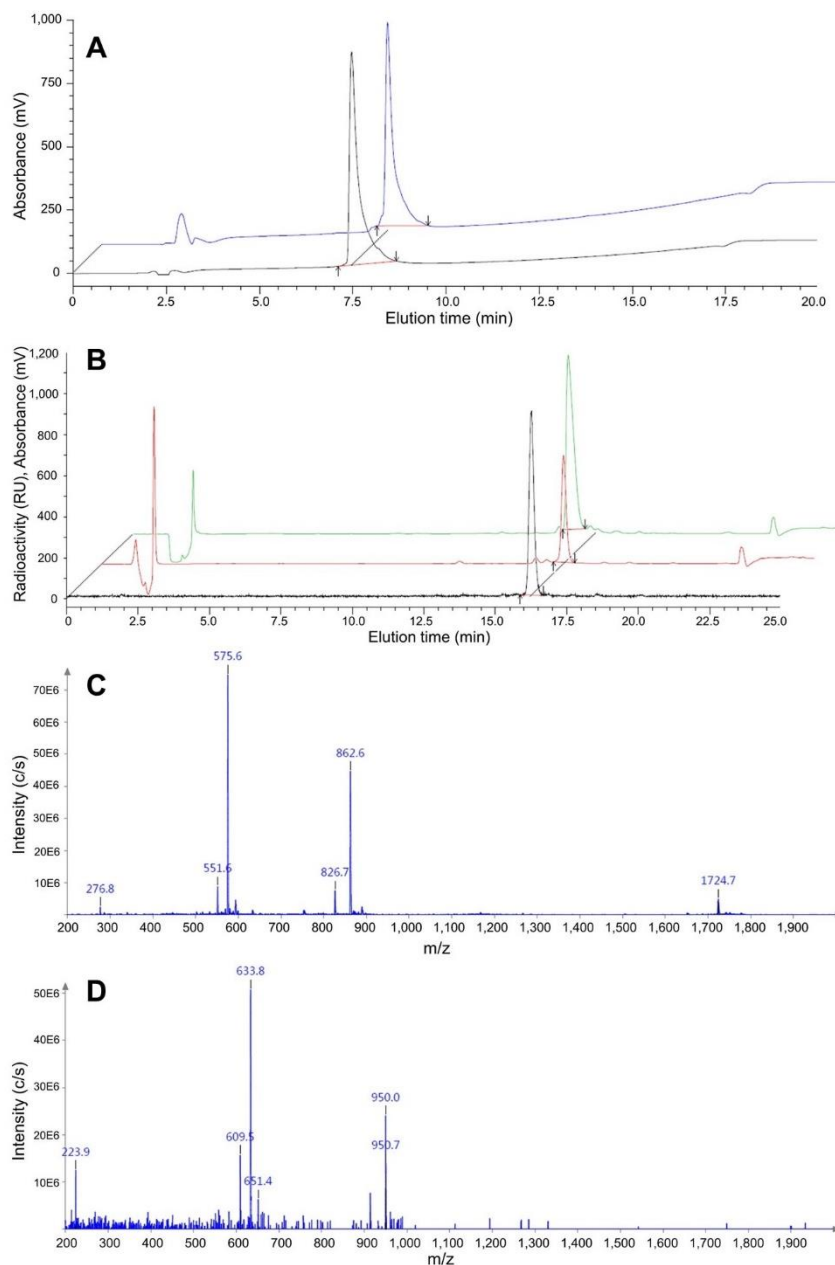 A
1,000
750
500
250
0
Absorbance (mV)
0 2.5 5.0 7.5 10.0 12.5 15.0 17.5 20.0
Elution time (min)
B
1,200
1,000
800
600
400
200
0
Radioactivity (RU), Absorbance (mV)
0 2.5 5.0 7.5 10.0 12.5 15.0 17.5 20.0 22.5 25.0
Elution time (min)
C
575.6
70E6
60E6
862.6
50E6
40E6
30E6
20E6
10E6
551.6
826.7
276.8
1724.7
Intensity (c/s)
200 300 400 500 600 700 800 900 1,000 1,100 1,200 1,300 1,400 1,500 1,600 1,700 1,800 1,900
m/z
D
633.8
50E6
40E6
30E6
950.0
20E6
609.5
950.7
223.9
651.4
10E6
Intensity (c/s)
200 300 400 500 600 700 800 900 1,000 1,100 1,200 1,300 1,400 1,500 1,600 1,700 1,800 1,900
m/z